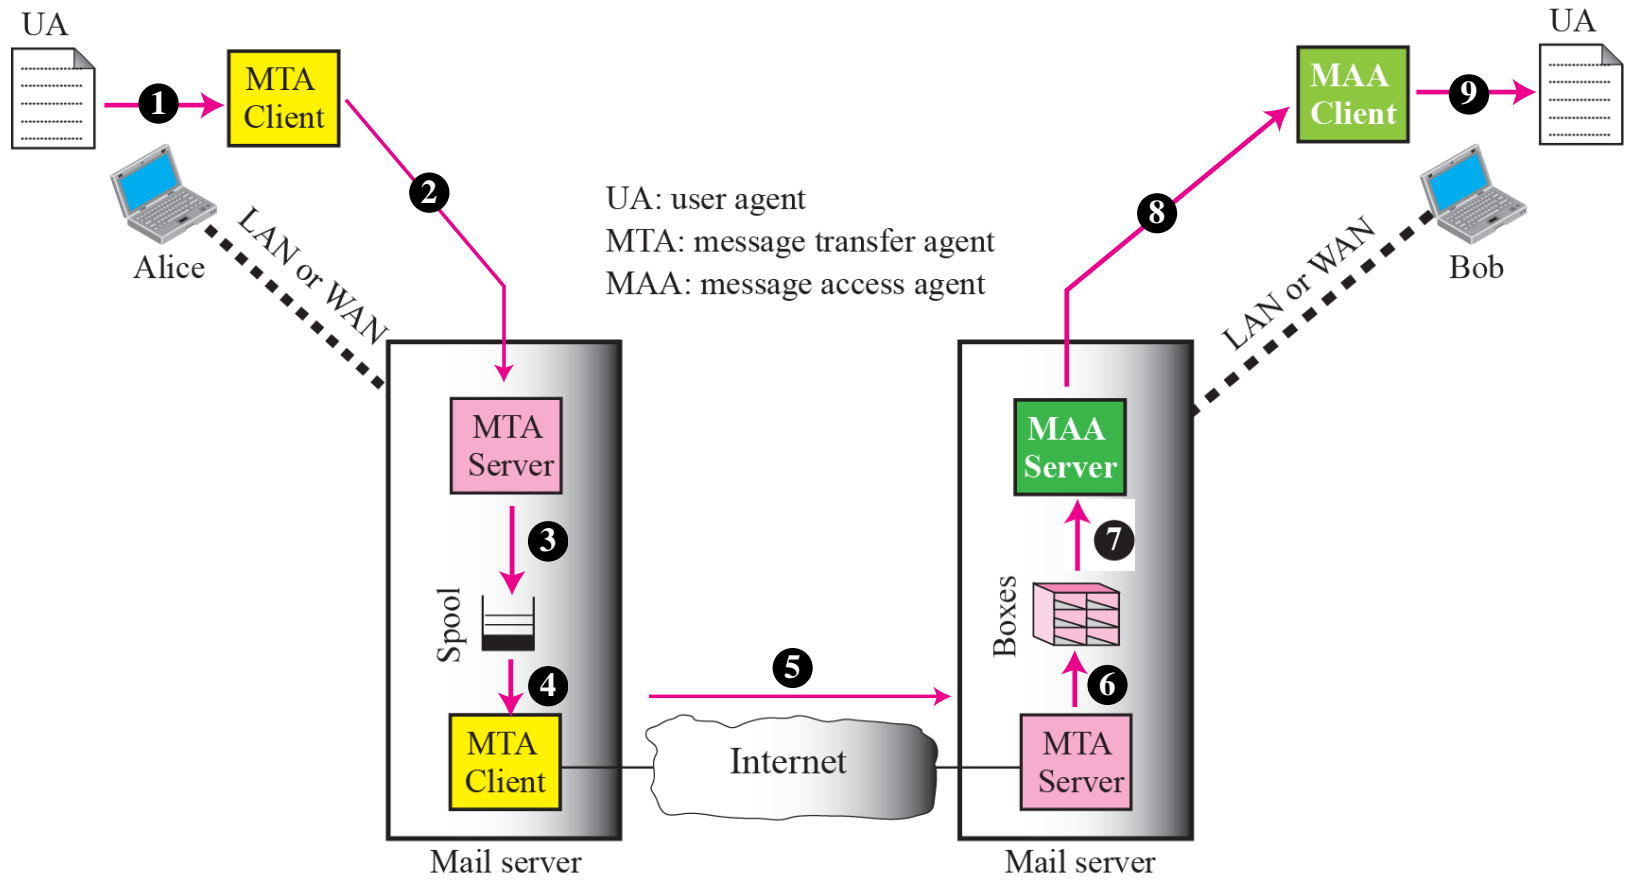 UA
1
MTA
Client
2
Alice
LAN or WAN
UA: user agent
MTA: message transfer agent
MAA: message access agent
MTA
Server
3
Spool
4
MTA
Client
Mail server
5
Internet
MTA
Server
6
Boxes
7
MAA
Server
Mail server
8
LAN or WAN
MAA
Client
9
UA
Bob